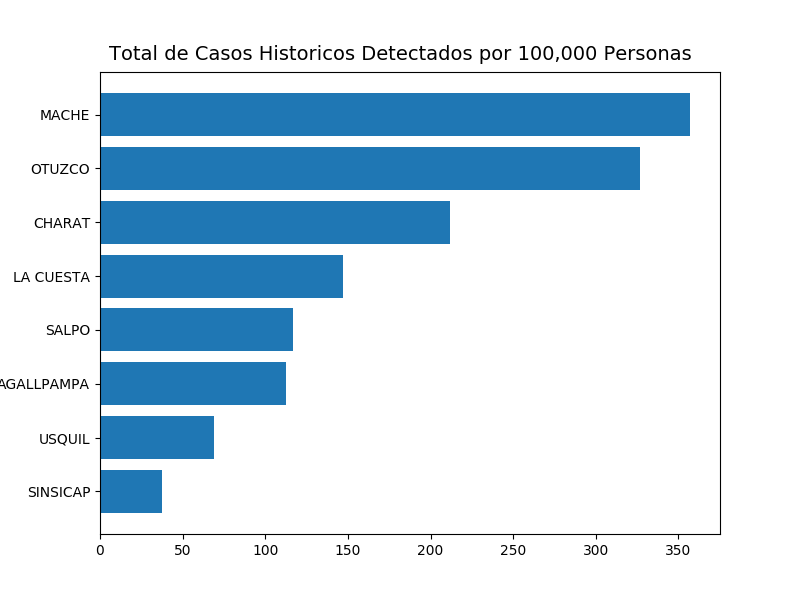 Total de Casos Historicos Detectados por 100,000 Personas
MACHE
OTUZCO
CHARAT
LA CUESTA
SALPO
AGALLPAMPA
USQUIL
SINSICAP
0 50 100 150 200 250 300 350